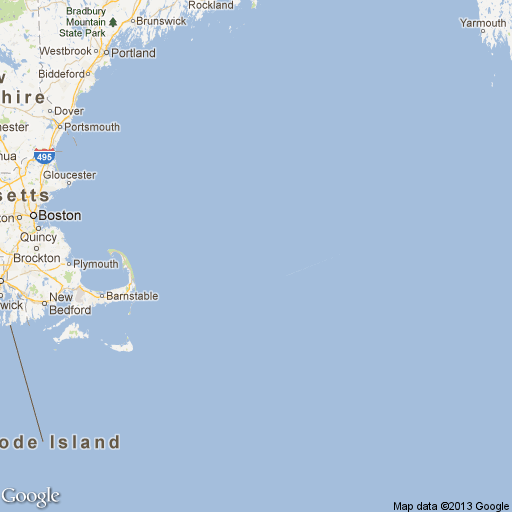 Bradbury
Mountain
State Park
Rockland
Brunswick
Yarmouth
Westbrook
Portland
Biddeford
w
hire
Dover
hester
Portsmouth
hua
495
Gloucester
setts
ton
Boston
Quincy
Brockton
Plymouth
wick
New
Bedford
Barnstable
ode Island
Google
Map data ©2013 Google